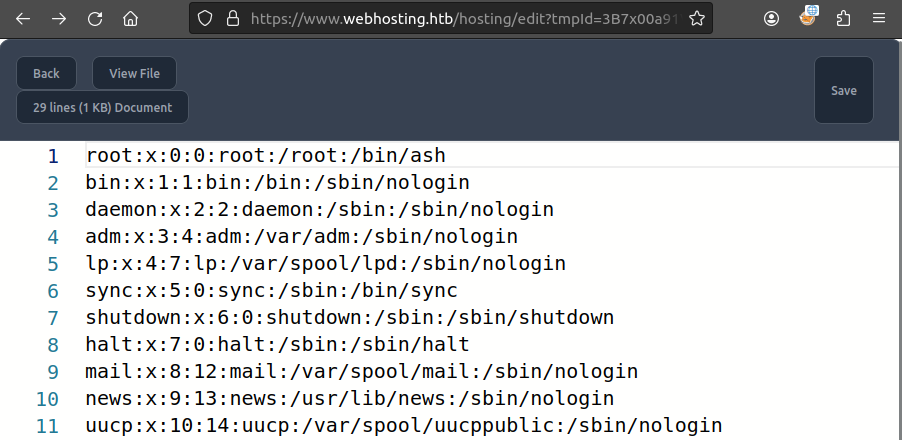 https://www.webhosting.htb/hosting/edit?tmpId=3B7x00a91
Back
View File
29 lines (1 KB) Document
Save
1 root:x:0:0:root:/root:/bin/ash
2 bin:x:1:1:bin:/bin:/sbin/nologin
3 daemon:x:2:2:daemon:/sbin:/sbin/nologin
4 adm:x:3:4:adm:/var/adm:/sbin/nologin
5 lp:x:4:7:lp:/var/spool/lpd:/sbin/nologin
6 sync:x:5:0:sync:/sbin:/bin/sync
7 shutdown:x:6:0:shutdown:/sbin:/sbin/shutdown
8 halt:x:7:0:halt:/sbin:/sbin/halt
9 mail:x:8:12:mail:/var/spool/mail:/sbin/nologin
10 news:x:9:13:news:/usr/lib/news:/sbin/nologin
11 uucp:x:10:14:uucp:/var/spool/uucppublic:/sbin/nologin